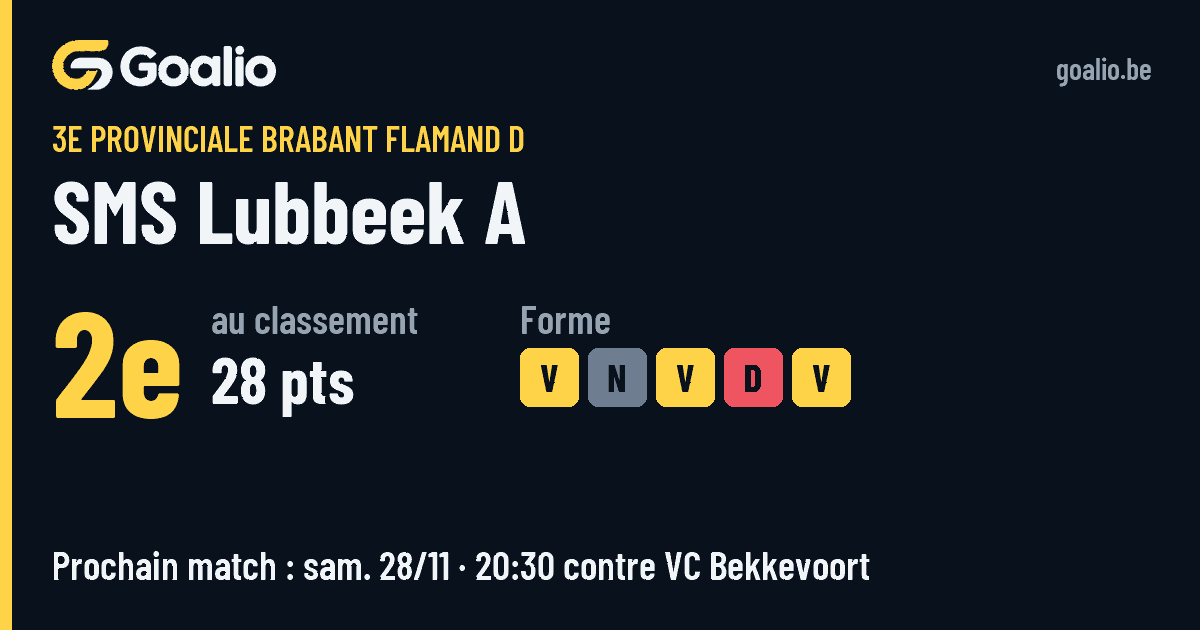 Goalio
goalio.be
3E PROVINCIALE BRABANT FLAMAND D
SMS Lubbeek A
2e
au classement
28 pts
Forme
V N V D V
Prochain match : sam. 28/11 · 20:30 contre VC Bekkevoort